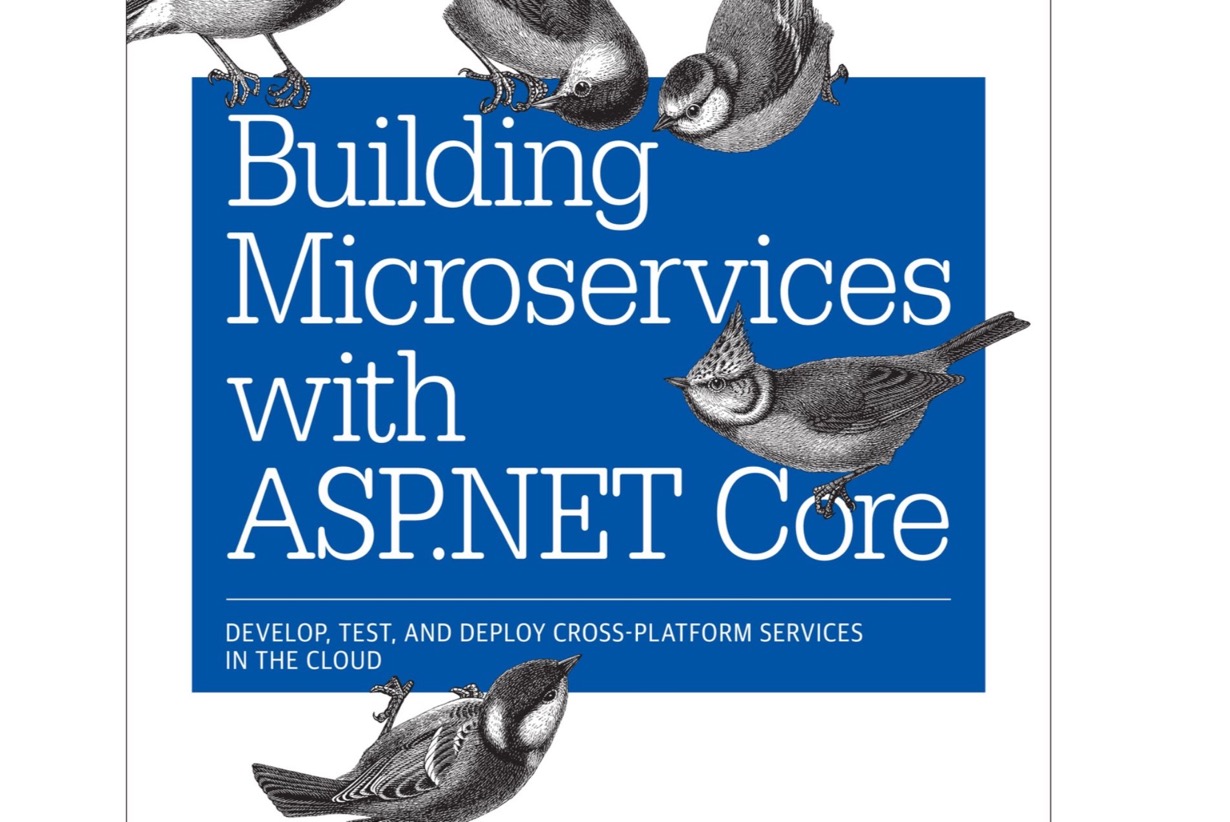 Building
Microservices
with
ASP.NET Core
DEVELOP, TEST, AND DEPLOY CROSS-PLATFORM SERVICES
IN THE CLOUD